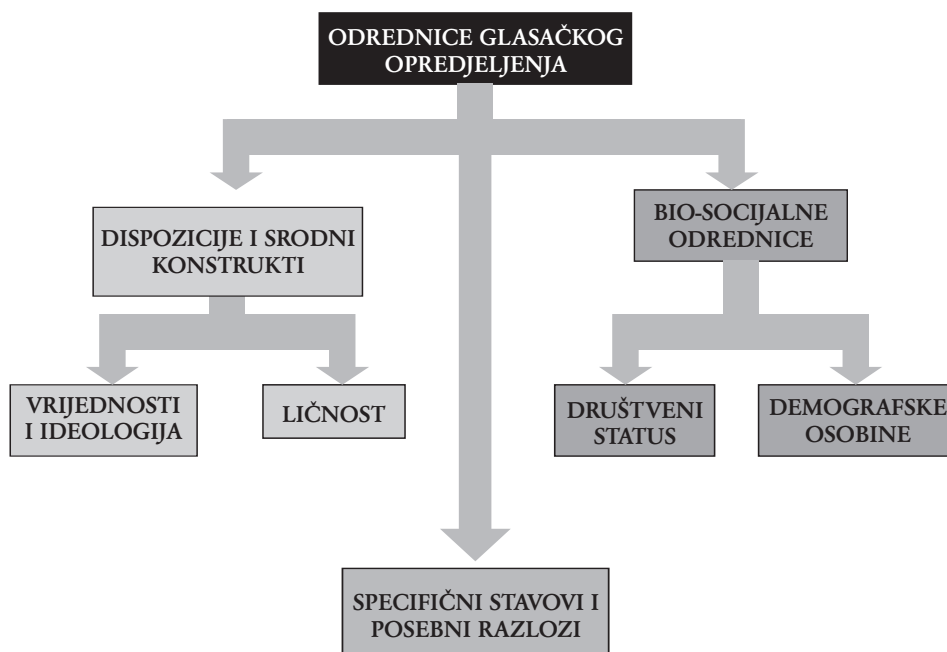 ODREDNICE GLASAČKOG
OPREDJELJENJA
DISPOZICIJE I SRODNI
KONSTRUKTI
BIO-SOCIJALNE
ODREDNICE
VRIJEDNOSTI
I IDEOLOGIJA
LIČNOST
DRUŠTVENI
STATUS
DEMOGRAFSKE
OSOBINE
SPECIFIČNI STAVOVI I
POSEBNI RAZLOZI